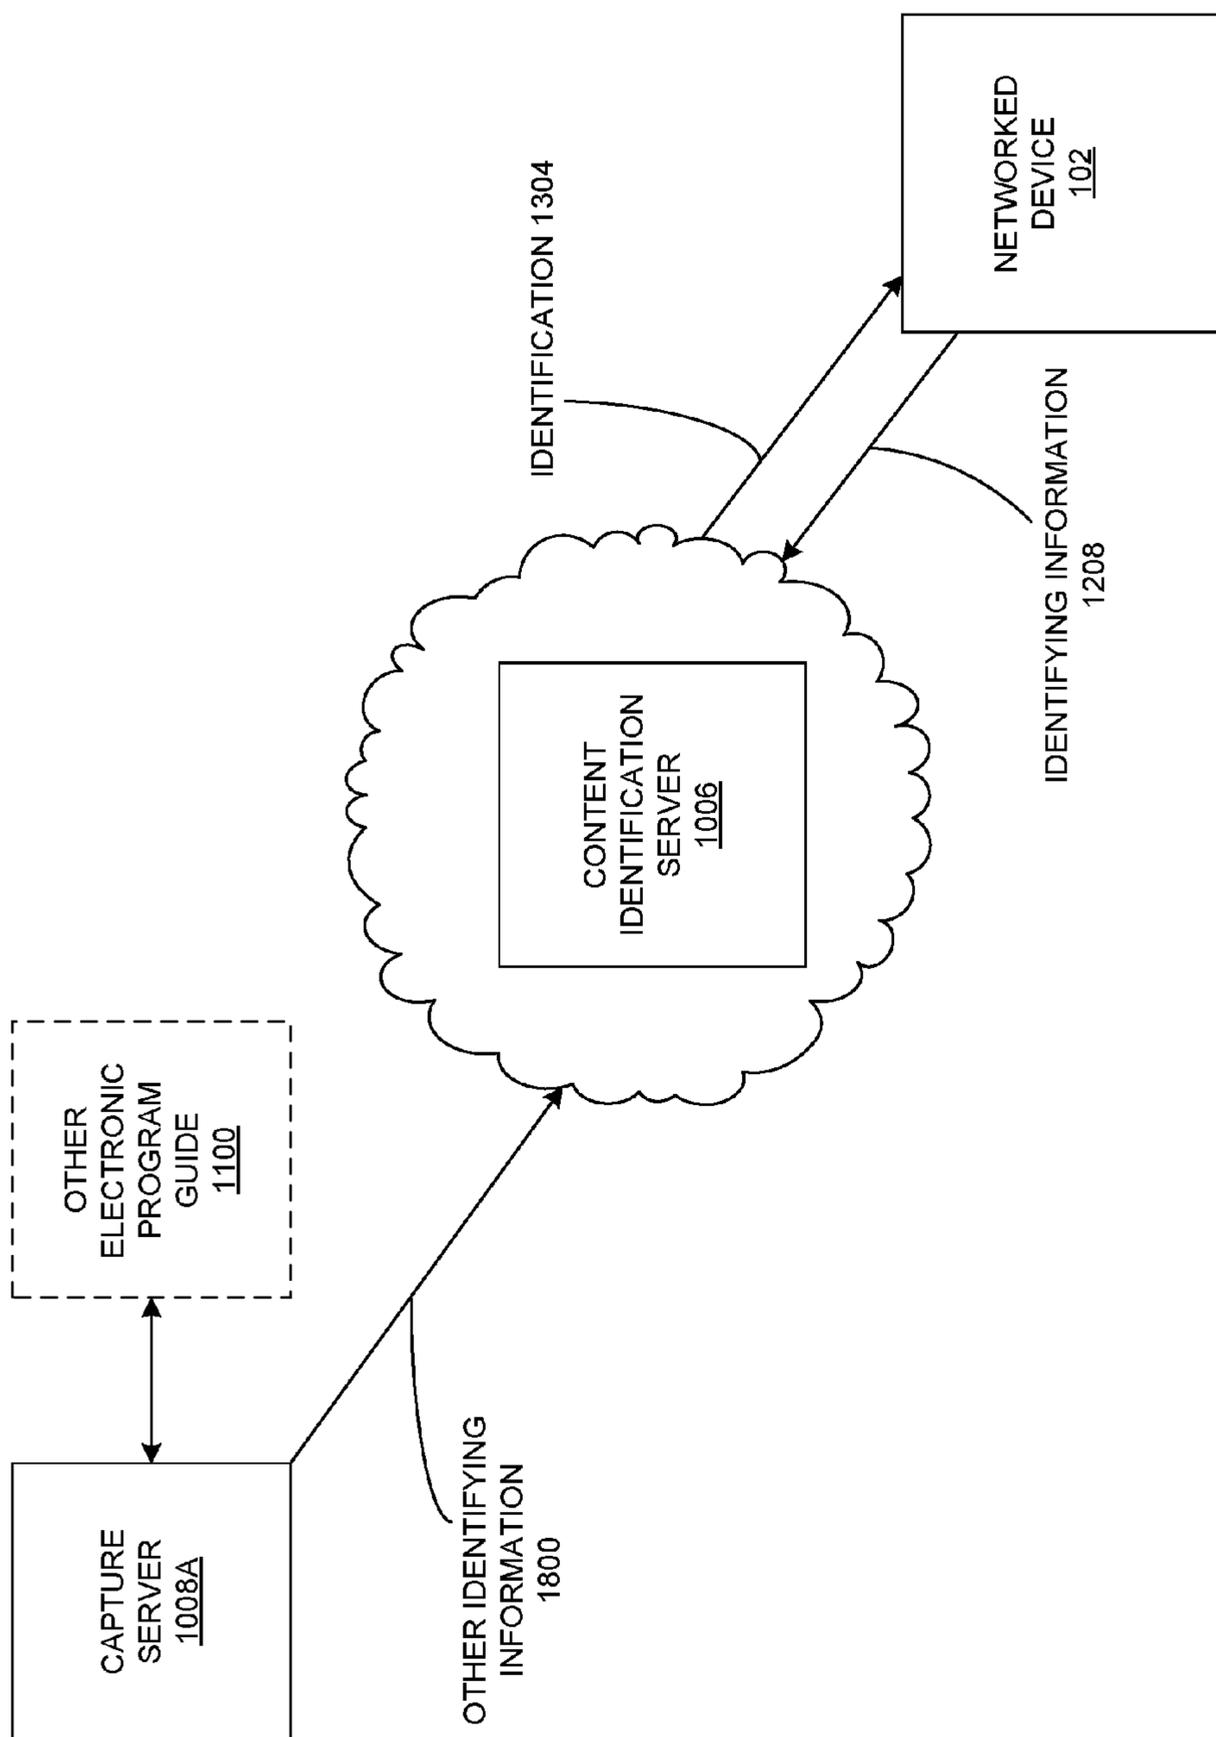 CAPTURE
SERVER
1008A
OTHER
ELECTRONIC
PROGRAM
GUIDE
1100
OTHER IDENTIFYING
INFORMATION
1800
CONTENT
IDENTIFICATION
SERVER
1006
IDENTIFICATION 1304
IDENTIFYING INFORMATION
1208
NETWORKED
DEVICE
102